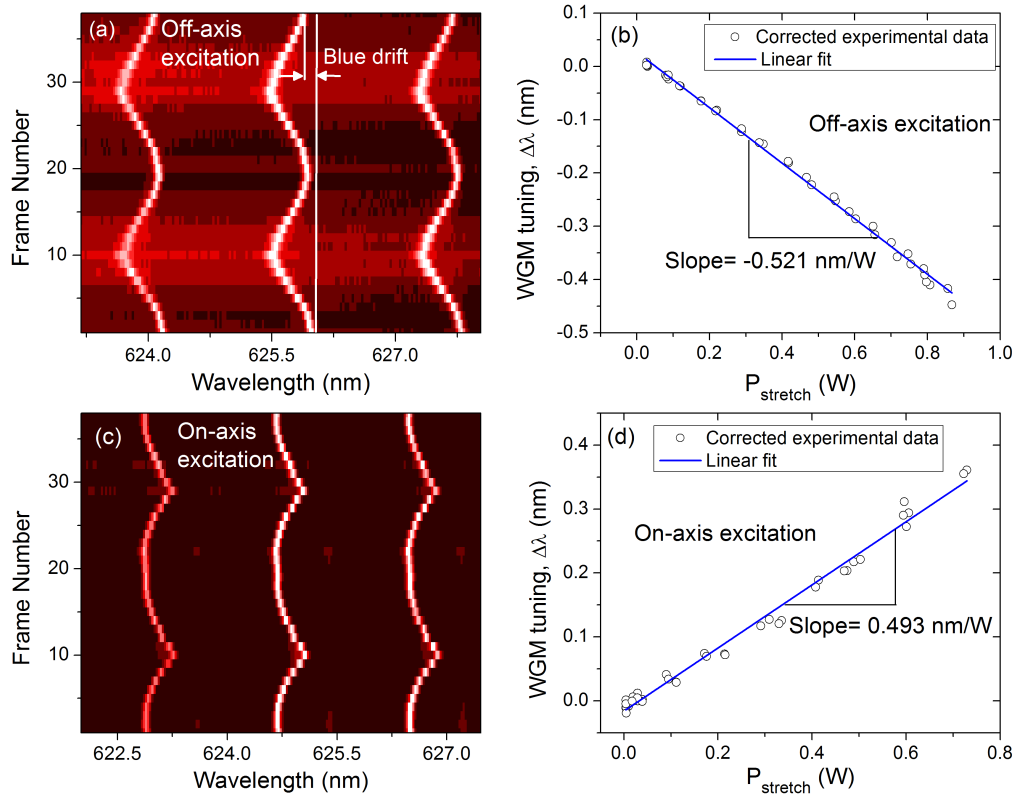 (a)
Off-axis
excitation
Blue drift
30
20
10
Frame Number
624.0 625.5 627.0
Wavelength (nm)
(b)
Corrected experimental data
Linear fit
Off-axis excitation
Slope= -0.521 nm/W
0.1
0.0
-0.1
-0.2
-0.3
-0.4
-0.5
WGM tuning, Δλ (nm)
0.0 0.2 0.4 0.6 0.8 1.0
P_stretch (W)
(c)
On-axis
excitation
30
20
10
Frame Number
622.5 624.0 625.5 627.0
Wavelength (nm)
(d)
Corrected experimental data
Linear fit
On-axis excitation
Slope= 0.493 nm/W
0.4
0.3
0.2
0.1
0.0
WGM tuning, Δλ (nm)
0.0 0.2 0.4 0.6 0.8
P_stretch (W)